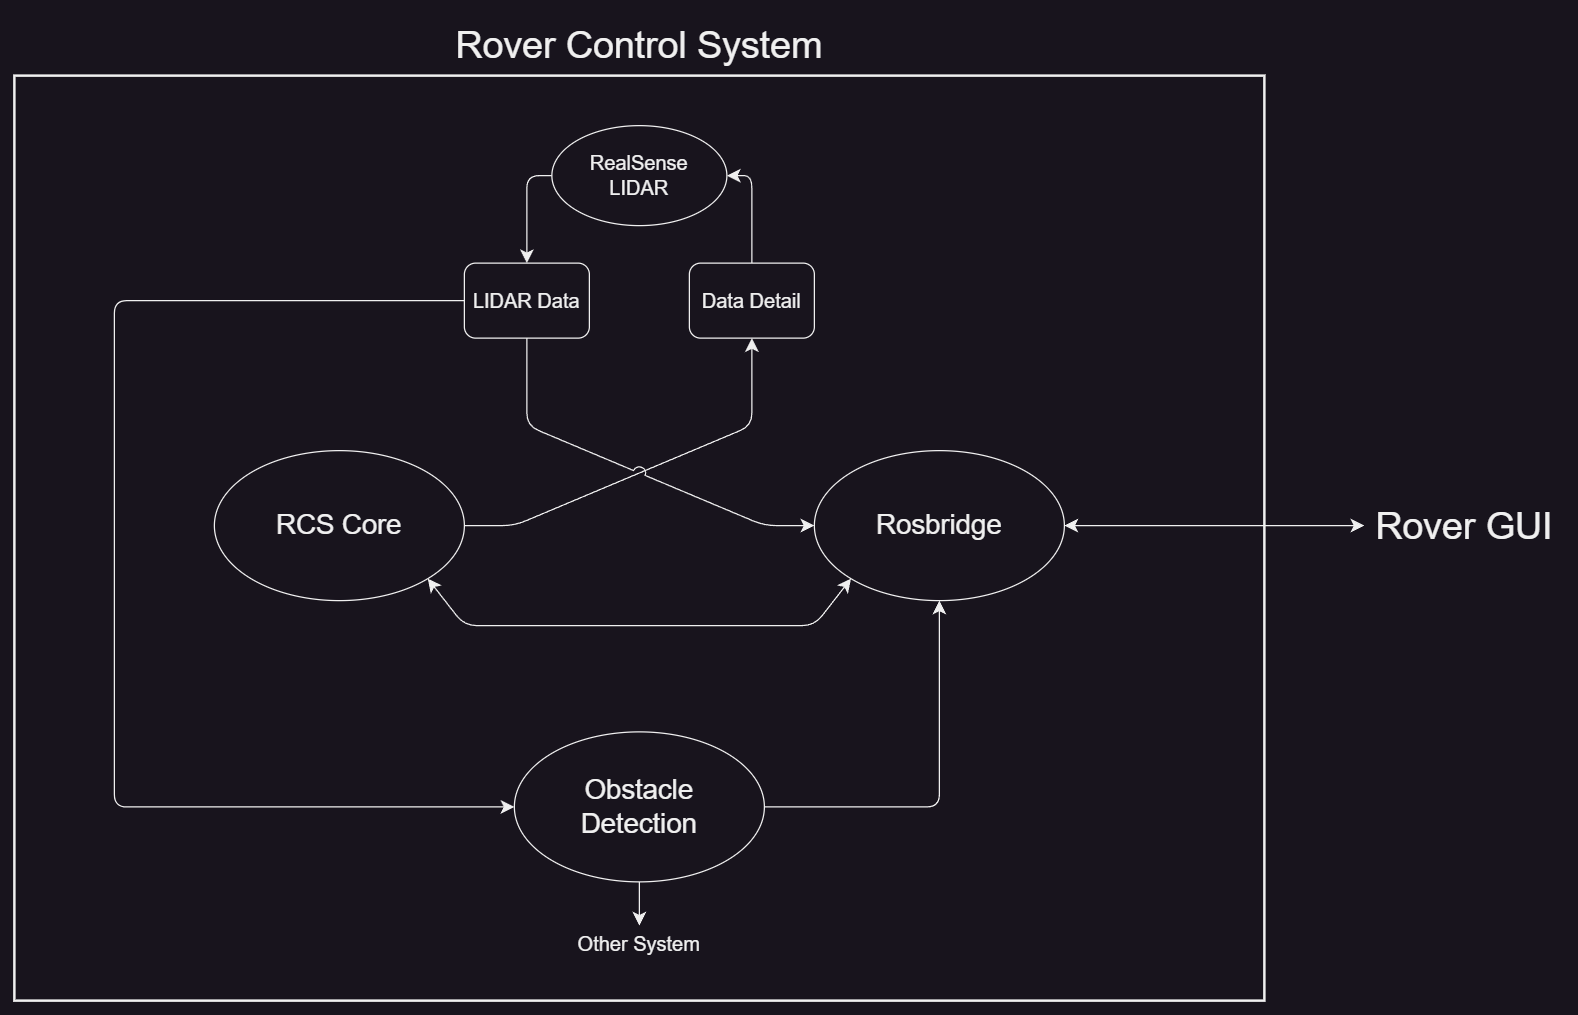 Rover Control System
RealSense
LIDAR
LIDAR Data
Data Detail
RCS Core
Rosbridge
Rover GUI
Obstacle
Detection
Other System